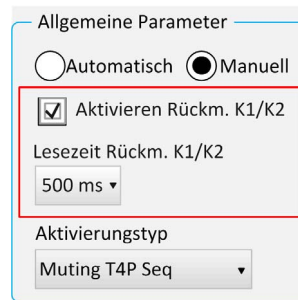 Allgemeine Parameter
Automatisch Manuell
Aktivieren Rückm. K1/K2
Lesezeit Rückm. K1/K2
500 ms
Aktivierungstyp
Muting T4P Seq